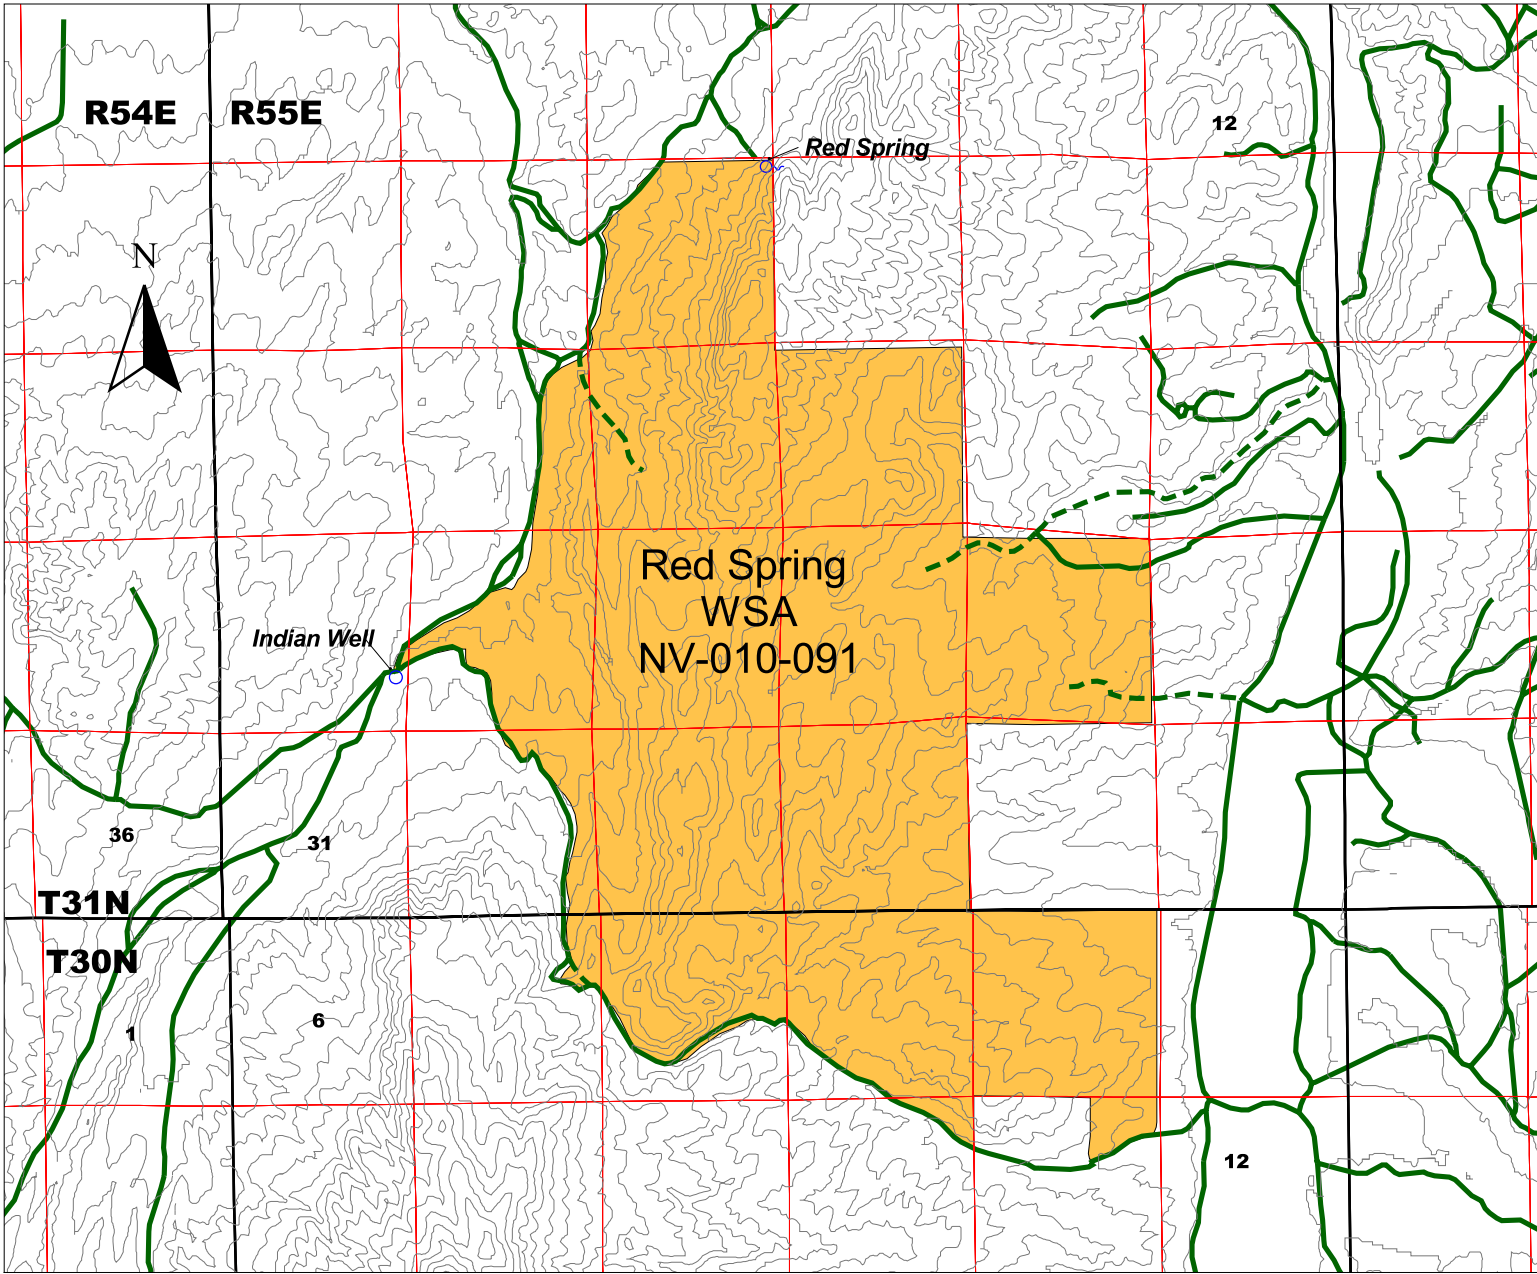 R54E
R55E
12
Red Spring
N
Red Spring
WSA
NV-010-091
Indian Well
36
31
T31N
T30N
1
6
12